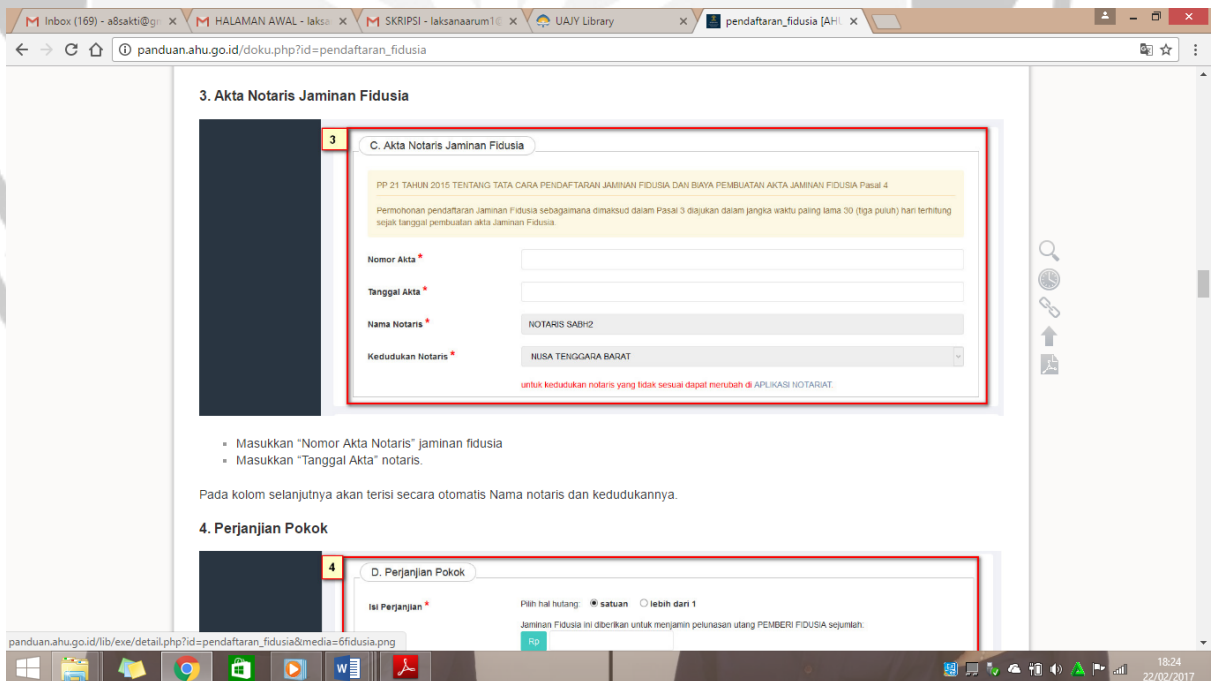 Inbox (169) - a8sakti@gm
HALAMAN AWAL - laksa
SKRIPSI - laksanaarum1@
UAJY Library
pendaftaran_fidusia [AHU
panduan.ahu.go.id/doku.php?id=pendaftaran_fidusia
3. Akta Notaris Jaminan Fidusia
3
C. Akta Notaris Jaminan Fidusia
PP 21 TAHUN 2015 TENTANG TATA CARA PENDAFTARAN JAMINAN FIDUSIA DAN BIAYA PEMBUATAN AKTA JAMINAN FIDUSIA Pasal 4
Permohonan pendaftaran Jaminan Fidusia sebagaimana dimaksud dalam Pasal 3 diajukan dalam jangka waktu paling lama 30 (tiga puluh) hari terhitung
sejak tanggal pembuatan akta Jaminan Fidusia.
Nomor Akta *
Tanggal Akta *
Nama Notaris * NOTARIS SABH2
Kedudukan Notaris * NUSA TENGGARA BARAT
untuk kedudukan notaris yang tidak sesuai dapat merubah di APLIKASI NOTARIAT.
Masukkan “Nomor Akta Notaris” jaminan fidusia
Masukkan “Tanggal Akta” notaris.
Pada kolom selanjutnya akan terisi secara otomatis Nama notaris dan kedudukannya.
4. Perjanjian Pokok
4
D. Perjanjian Pokok
Isi Perjanjian * Pilih hal hutang: satuan lebih dari 1
Jaminan Fidusia ini diberikan untuk menjamin pelunasan utang PEMBERI FIDUSIA sejumlah:
Rp
panduan.ahu.go.id/lib/exe/detail.php?id=pendaftaran_fidusia&media=6fidusia.png
18:24
22/02/2017